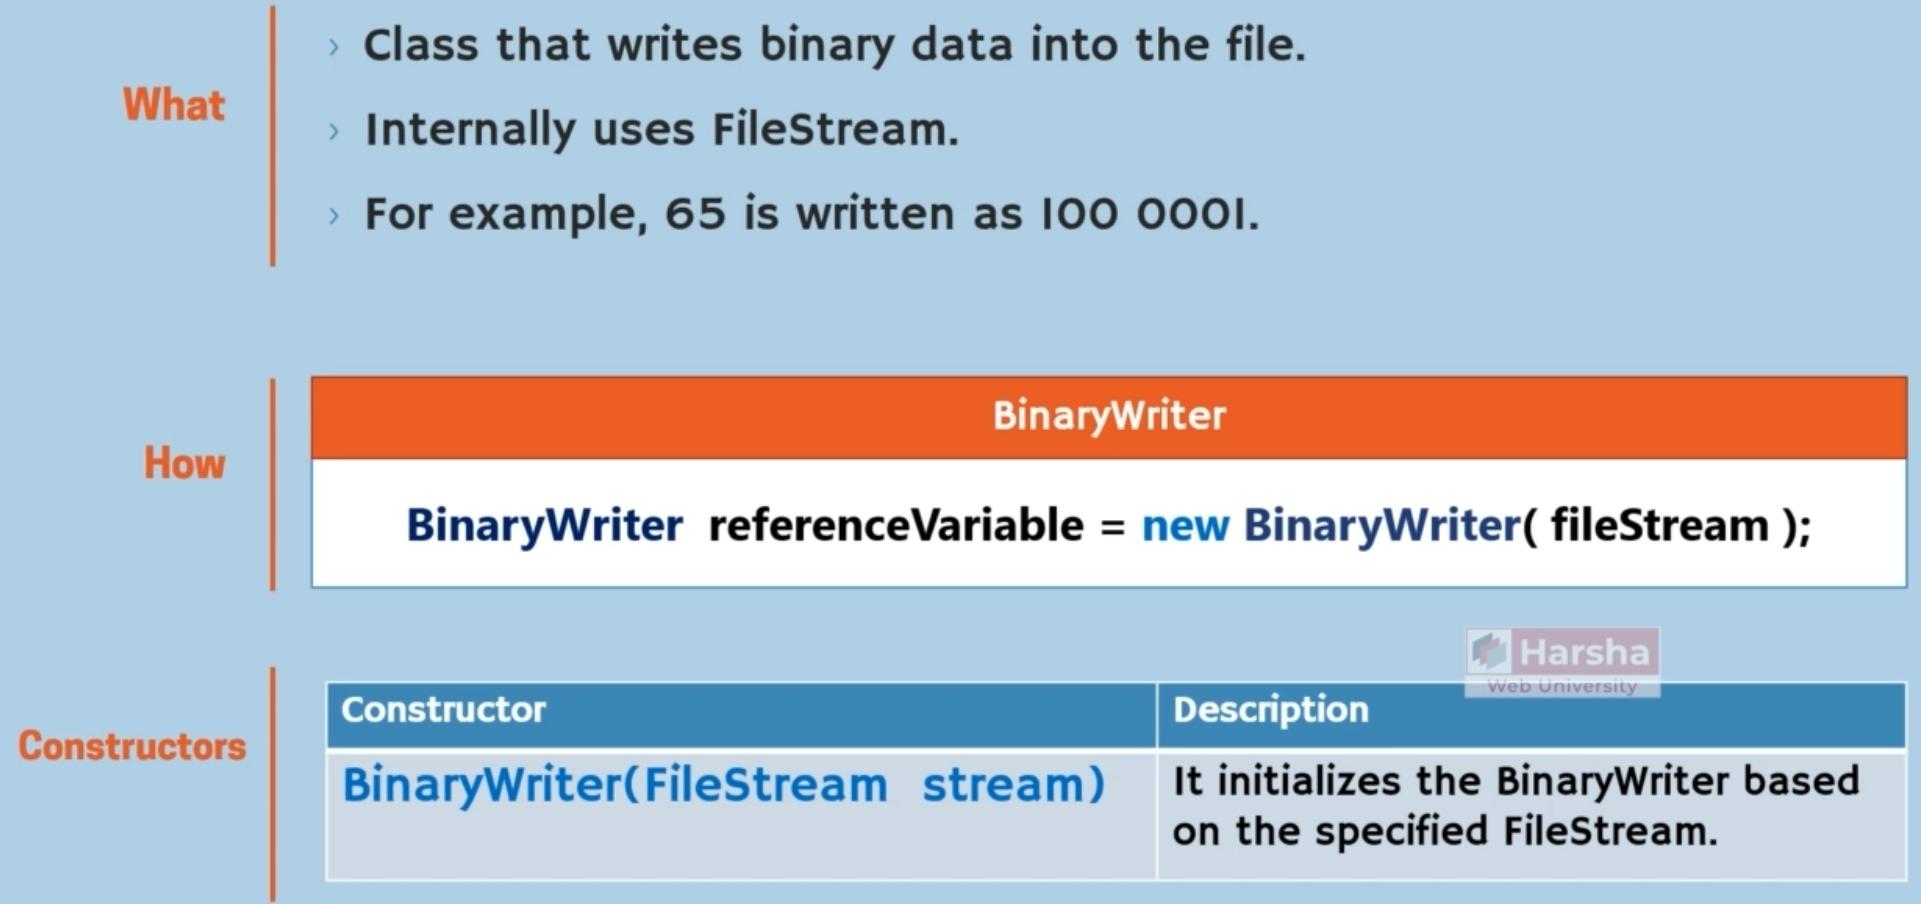 What
› Class that writes binary data into the file.
› Internally uses FileStream.
› For example, 65 is written as 100 0001.
How
BinaryWriter
BinaryWriter referenceVariable = new BinaryWriter( fileStream );
Harsha
Web University
Constructors
Constructor Description
BinaryWriter(FileStream stream) It initializes the BinaryWriter based
on the specified FileStream.